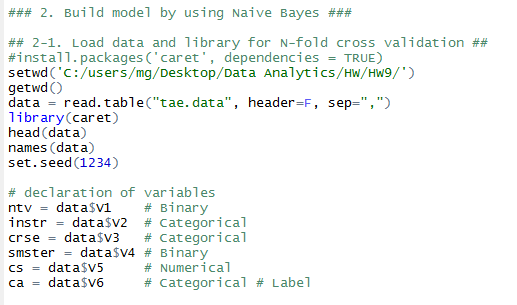 ### 2. Build model by using Naive Bayes ###
## 2-1. Load data and library for N-fold cross validation ##
#install.packages('caret', dependencies = TRUE)
setwd('C:/users/mg/Desktop/Data Analytics/HW/HW9/')
getwd()
data = read.table("tae.data", header=F, sep=",")
library(caret)
head(data)
names(data)
set.seed(1234)
# declaration of variables
ntv = data$V1 # Binary
instr = data$V2 # Categorical
crse = data$V3 # Categorical
smster = data$V4 # Binary
cs = data$V5 # Numerical
ca = data$V6 # Categorical # Label